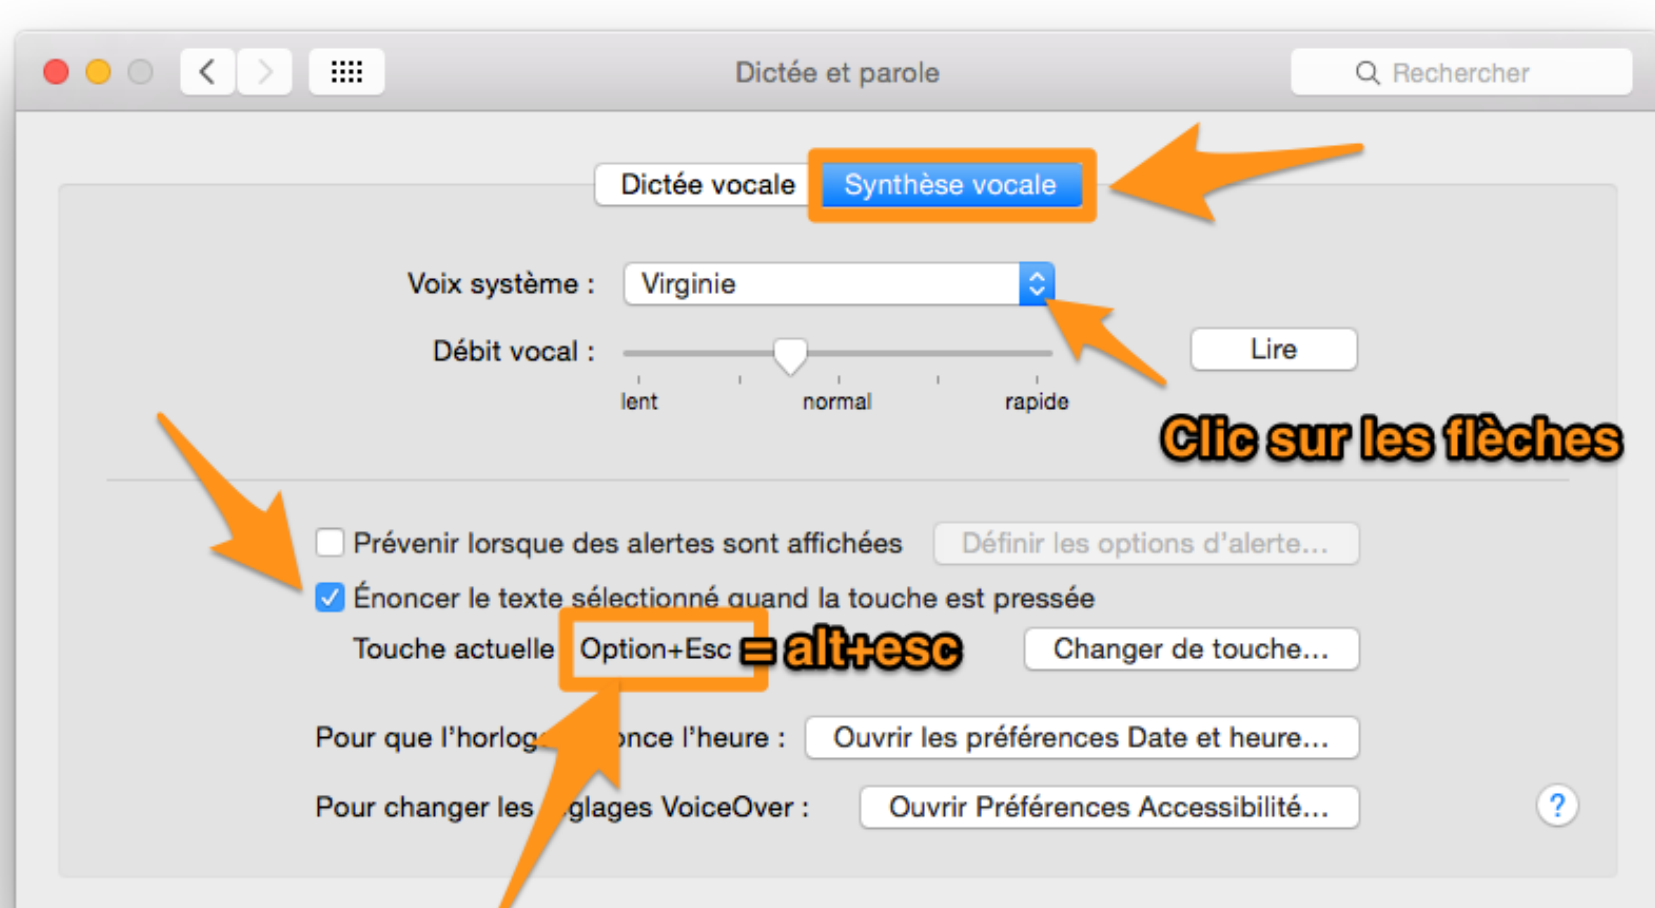 Dictée et parole
Rechercher
Dictée vocale
Synthèse vocale
Voix système :
Virginie
Débit vocal :
Lire
lent
normal
rapide
Clic sur les flèches
Prévenir lorsque des alertes sont affichées
Définir les options d'alerte...
Énoncer le texte sélectionné quand la touche est pressée
Touche actuelle Option+Esc = alt+esc
Changer de touche...
Pour que l'horloge once l'heure :
Ouvrir les préférences Date et heure...
Pour changer les glages VoiceOver :
Ouvrir Préférences Accessibilité...
?